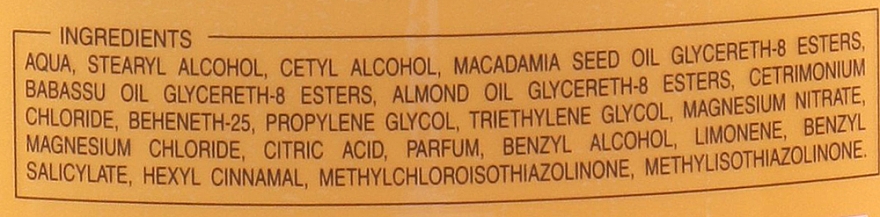 INGREDIENTS
AQUA, STEARYL ALCOHOL, CETYL ALCOHOL, MACADAMIA SEED OIL GLYCERETH-8 ESTERS,
BABASSU OIL GLYCERETH-8 ESTERS, ALMOND OIL GLYCERETH-8 ESTERS, CETRIMONIUM
CHLORIDE, BEHENETH-25, PROPYLENE GLYCOL, TRIETHYLENE GLYCOL, MAGNESIUM NITRATE,
MAGNESIUM CHLORIDE, CITRIC ACID, PARFUM, BENZYL ALCOHOL, LIMONENE, BENZYL
SALICYLATE, HEXYL CINNAMAL, METHYLCHLOROISOTHIAZOLINONE, METHYLISOTHIAZOLINONE.